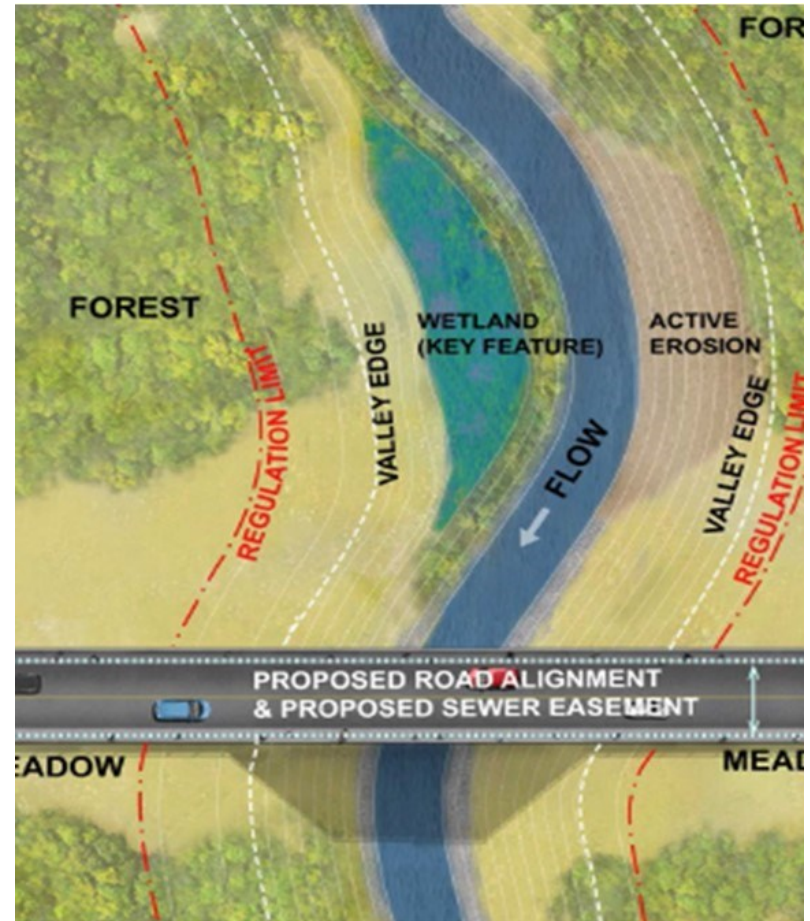 FOR
FOREST
WETLAND
(KEY FEATURE)
ACTIVE
EROSION
VALLEY EDGE
REGULATION LIMIT
FLOW
VALLEY EDGE
REGULATION LIMIT
PROPOSED ROAD ALIGNMENT
& PROPOSED SEWER EASEMENT
EADOW
MEAD